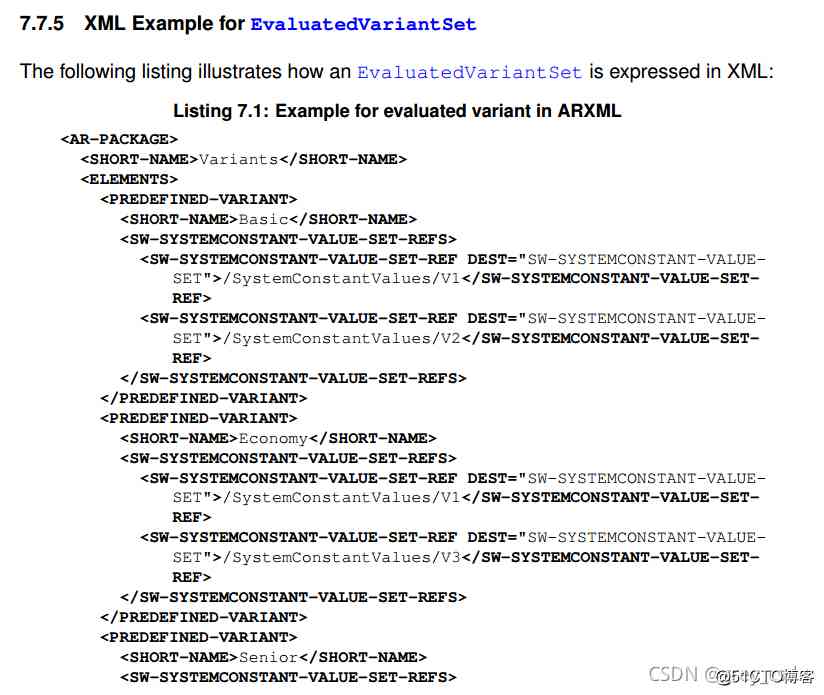 7.7.5 XML Example for EvaluatedVariantSet
The following listing illustrates how an EvaluatedVariantSet is expressed in XML:
Listing 7.1: Example for evaluated variant in ARXML
<AR-PACKAGE>
<SHORT-NAME>Variants</SHORT-NAME>
<ELEMENTS>
<PREDEFINED-VARIANT>
<SHORT-NAME>Basic</SHORT-NAME>
<SW-SYSTEMCONSTANT-VALUE-SET-REFS>
<SW-SYSTEMCONSTANT-VALUE-SET-REF DEST="SW-SYSTEMCONSTANT-VALUE-
SET">/SystemConstantValues/V1</SW-SYSTEMCONSTANT-VALUE-SET-
REF>
<SW-SYSTEMCONSTANT-VALUE-SET-REF DEST="SW-SYSTEMCONSTANT-VALUE-
SET">/SystemConstantValues/V2</SW-SYSTEMCONSTANT-VALUE-SET-
REF>
</SW-SYSTEMCONSTANT-VALUE-SET-REFS>
</PREDEFINED-VARIANT>
<PREDEFINED-VARIANT>
<SHORT-NAME>Economy</SHORT-NAME>
<SW-SYSTEMCONSTANT-VALUE-SET-REFS>
<SW-SYSTEMCONSTANT-VALUE-SET-REF DEST="SW-SYSTEMCONSTANT-VALUE-
SET">/SystemConstantValues/V1</SW-SYSTEMCONSTANT-VALUE-SET-
REF>
<SW-SYSTEMCONSTANT-VALUE-SET-REF DEST="SW-SYSTEMCONSTANT-VALUE-
SET">/SystemConstantValues/V3</SW-SYSTEMCONSTANT-VALUE-SET-
REF>
</SW-SYSTEMCONSTANT-VALUE-SET-REFS>
</PREDEFINED-VARIANT>
<PREDEFINED-VARIANT>
<SHORT-NAME>Senior</SHORT-NAME>
<SW-SYSTEMCONSTANT-VALUE-SET-REFS>
CSDN
@51CTO博客